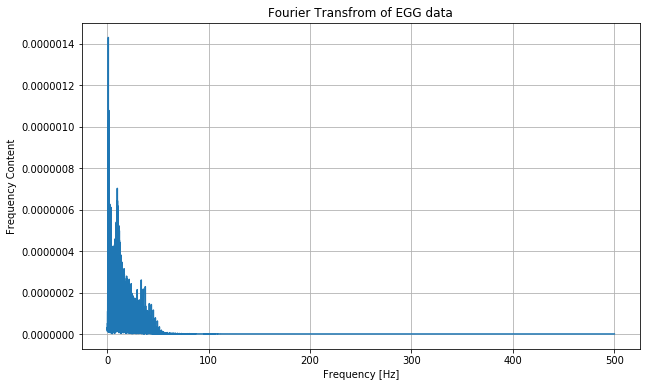 Fourier Transfrom of EGG data
0.0000014
0.0000012
0.0000010
0.0000008
0.0000006
0.0000004
0.0000002
0.0000000
Frequency Content
0 100 200 300 400 500
Frequency [Hz]